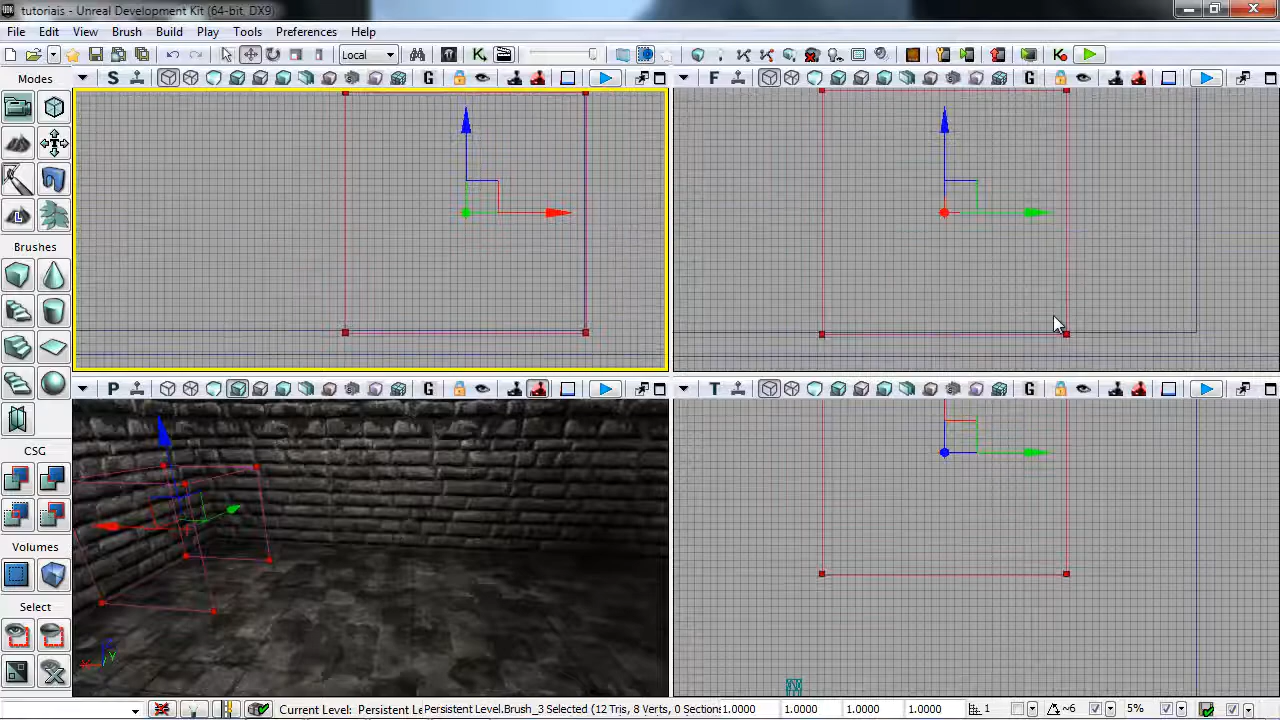 tutoriais - Unreal Development Kit (64-bit, DX9)
File Edit View Brush Build Play Tools Preferences Help
Local
Modes
S G
F G
L
Brushes
P G
T G
CSG
Volumes
Select
X
Z
Y
Current Level: Persistent Le Persistent Level.Brush_3 Selected (12 Tris, 8 Verts, 0 Section 1.0000 1.0000 1.0000 1.0000 1 ~6 5%